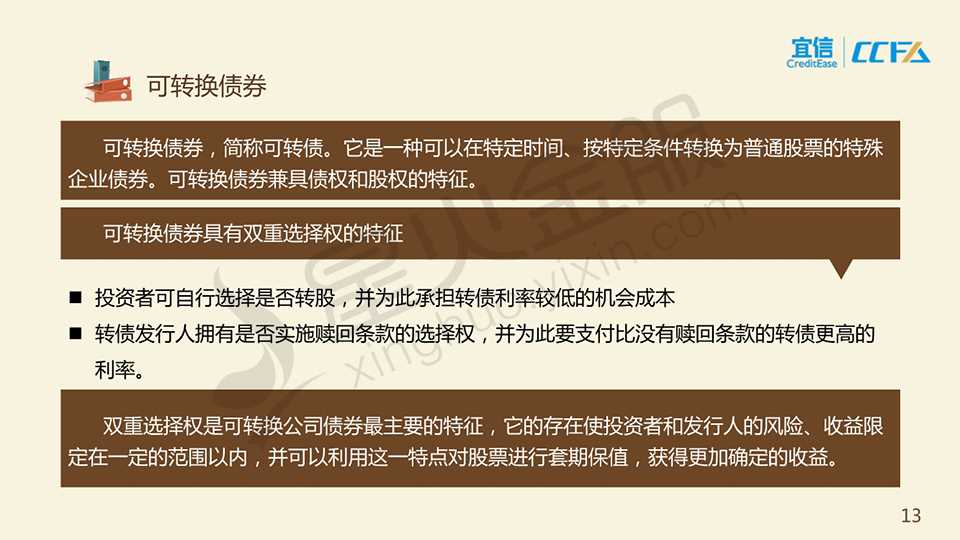 宜信
CreditEase
CCFA
可转换债券
可转换债券，简称可转债。它是一种可以在特定时间、按特定条件转换为普通股票的特殊
企业债券。可转换债券兼具债权和股权的特征。
可转换债券具有双重选择权的特征
投资者可自行选择是否转股，并为此承担转债利率较低的机会成本
转债发行人拥有是否实施赎回条款的选择权，并为此要支付比没有赎回条款的转债更高的
利率。
双重选择权是可转换公司债券最主要的特征，它的存在使投资者和发行人的风险、收益限
定在一定的范围以内，并可以利用这一特点对股票进行套期保值，获得更加确定的收益。
星火金服
xinghuo.yixin.com
13